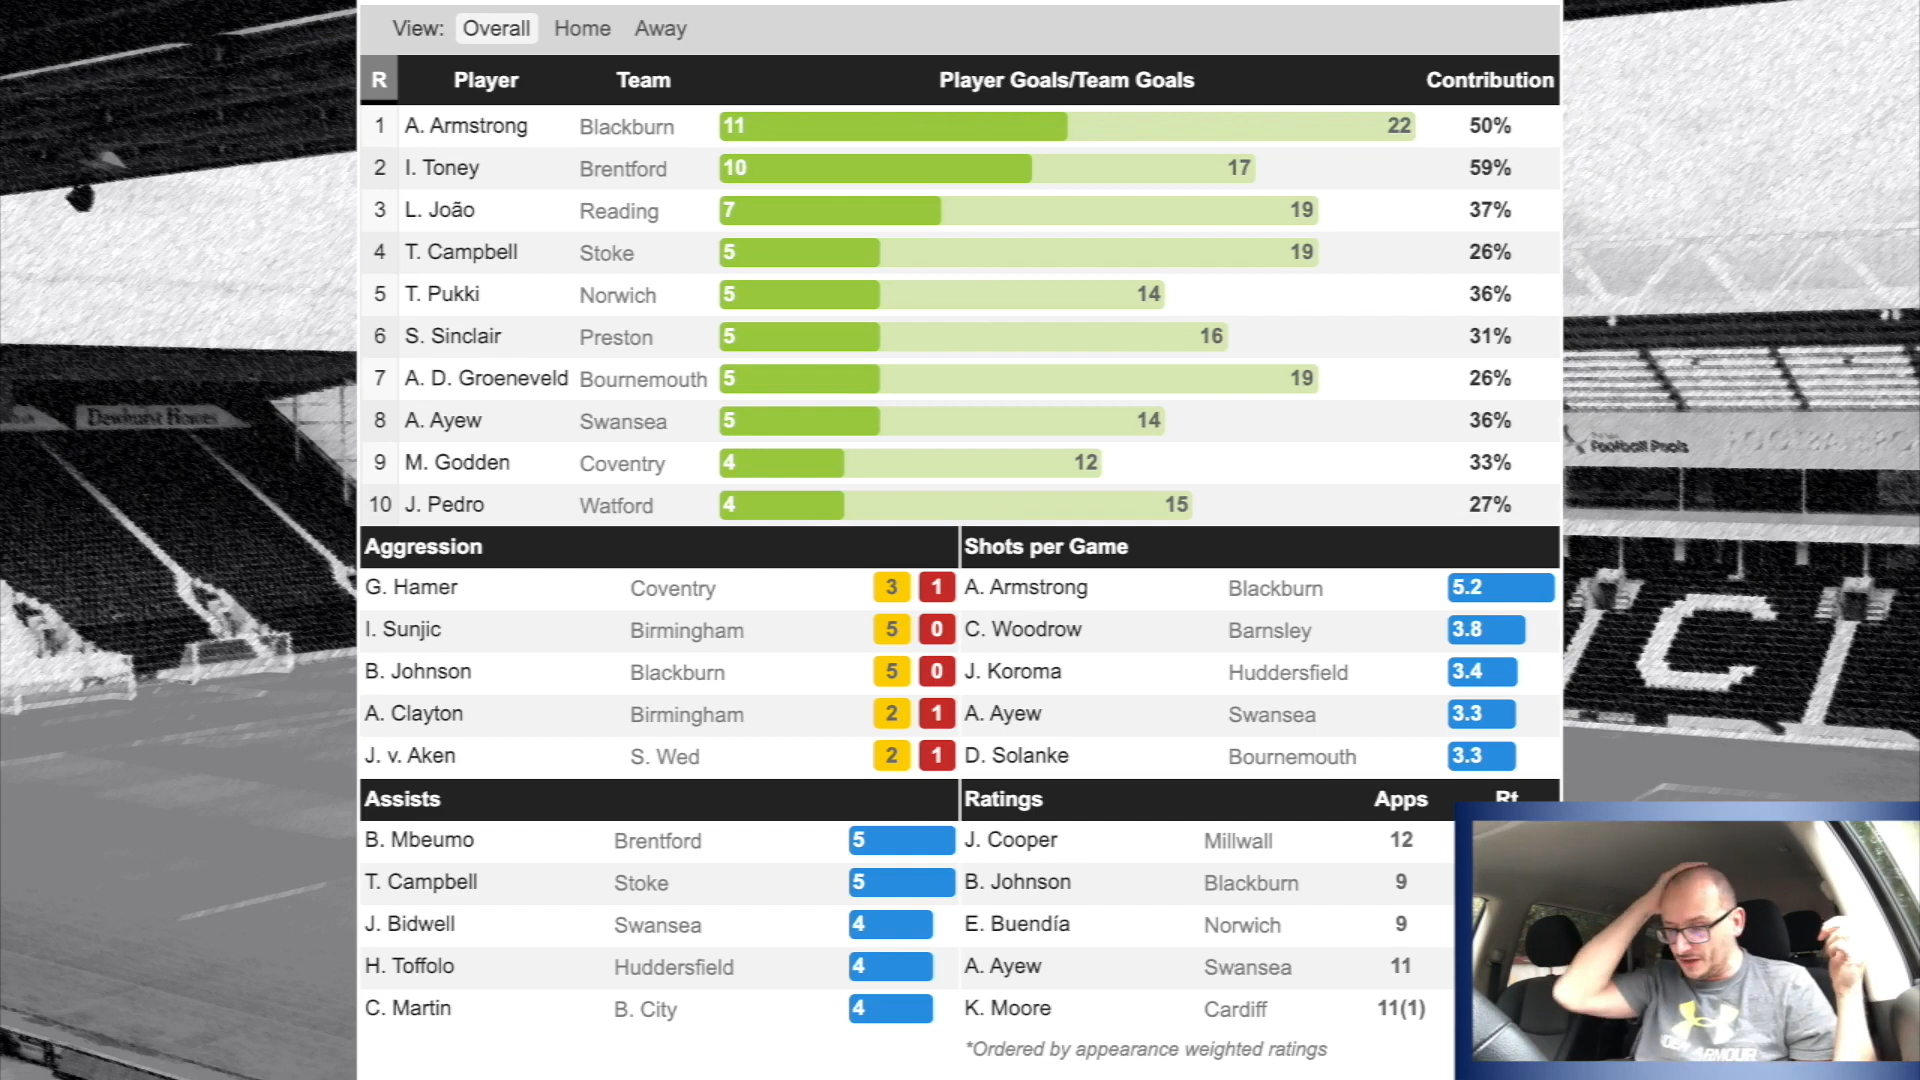 View: Overall Home Away
R Player Team Player Goals/Team Goals Contribution
1 A. Armstrong Blackburn 11 22 50%
2 I. Toney Brentford 10 17 59%
3 L. João Reading 7 19 37%
4 T. Campbell Stoke 5 19 26%
5 T. Pukki Norwich 5 14 36%
6 S. Sinclair Preston 5 16 31%
7 A. D. Groeneveld Bournemouth 5 19 26%
8 A. Ayew Swansea 5 14 36%
9 M. Godden Coventry 4 12 33%
10 J. Pedro Watford 4 15 27%
Aggression
G. Hamer Coventry 3 1
I. Sunjic Birmingham 5 0
B. Johnson Blackburn 5 0
A. Clayton Birmingham 2 1
J. v. Aken S. Wed 2 1
Shots per Game
A. Armstrong Blackburn 5.2
C. Woodrow Barnsley 3.8
J. Koroma Huddersfield 3.4
A. Ayew Swansea 3.3
D. Solanke Bournemouth 3.3
Assists
B. Mbeumo Brentford 5
T. Campbell Stoke 5
J. Bidwell Swansea 4
H. Toffolo Huddersfield 4
C. Martin B. City 4
Ratings Apps
J. Cooper Millwall 12
B. Johnson Blackburn 9
E. Buendía Norwich 9
A. Ayew Swansea 11
K. Moore Cardiff 11(1)
*Ordered by appearance weighted ratings
Dewhurst Homes
Football Pools
C
UNDER ARMOUR